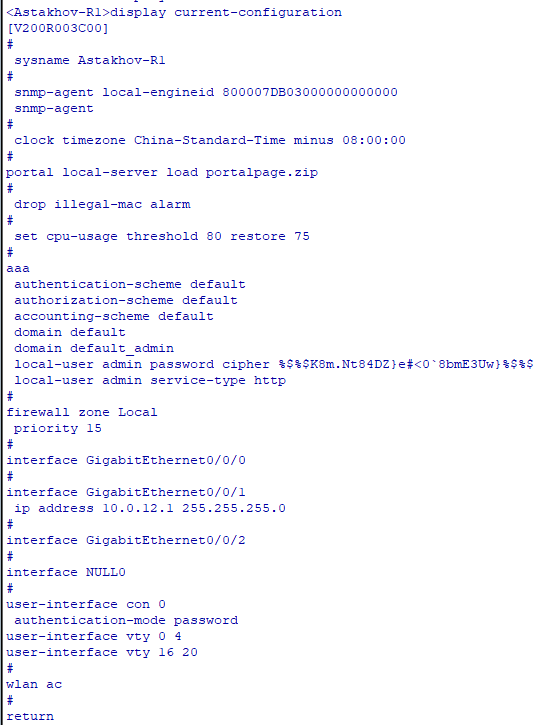 <Astakhov-R1>display current-configuration
[V200R003C00]
#
 sysname Astakhov-R1
#
 snmp-agent local-engineid 800007DB03000000000000
 snmp-agent
#
 clock timezone China-Standard-Time minus 08:00:00
#
portal local-server load portalpage.zip
#
 drop illegal-mac alarm
#
 set cpu-usage threshold 80 restore 75
#
aaa
 authentication-scheme default
 authorization-scheme default
 accounting-scheme default
 domain default
 domain default_admin
 local-user admin password cipher %$%$K8m.Nt84DZ}e#<0`8bmE3Uw}%$%$
 local-user admin service-type http
#
firewall zone Local
 priority 15
#
interface GigabitEthernet0/0/0
#
interface GigabitEthernet0/0/1
 ip address 10.0.12.1 255.255.255.0
#
interface GigabitEthernet0/0/2
#
interface NULL0
#
user-interface con 0
 authentication-mode password
user-interface vty 0 4
user-interface vty 16 20
#
wlan ac
#
return